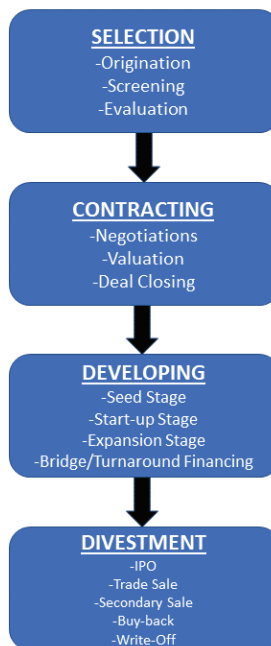 SELECTION
-Origination
-Screening
-Evaluation
CONTRACTING
-Negotiations
-Valuation
-Deal Closing
DEVELOPING
-Seed Stage
-Start-up Stage
-Expansion Stage
-Bridge/Turnaround Financing
DIVESTMENT
-IPO
-Trade Sale
-Secondary Sale
-Buy-back
-Write-Off